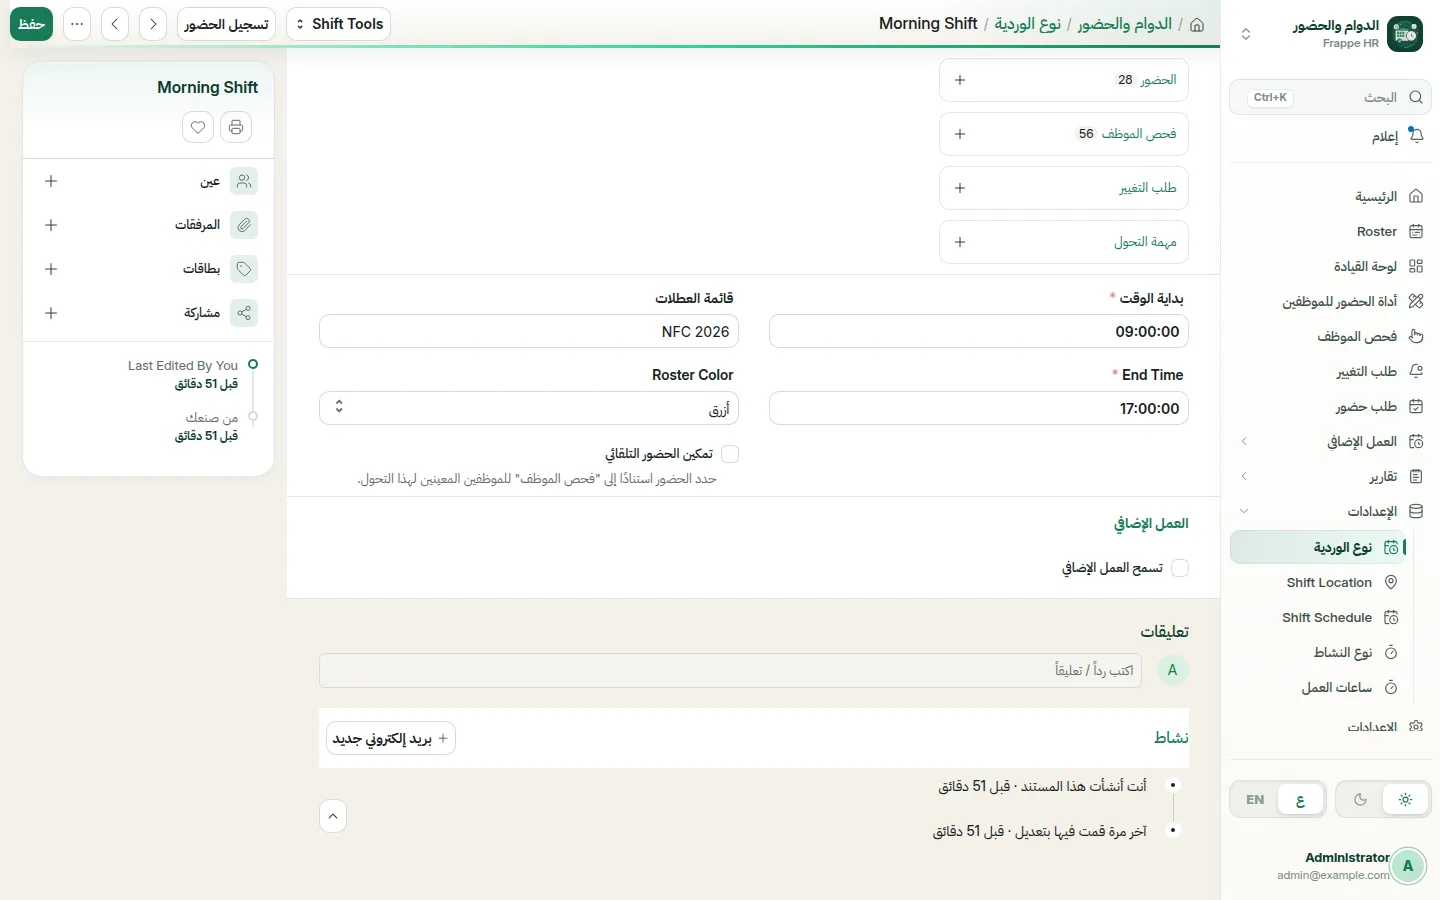 الدوام والحضور
Frappe HR
البحث
Ctrl+K
إعلام
الرئيسية
Roster
لوحة القيادة
أداة الحضور للموظفين
فحص الموظف
طلب التغيير
طلب حضور
العمل الإضافي
تقارير
الإعدادات
نوع الوردية
Shift Location
Shift Schedule
نوع النشاط
ساعات العمل
الإعدادات
ع
EN
Administrator
admin@example.com
A
الدوام والحضور / نوع الوردية / Morning Shift
Shift Tools
تسجيل الحضور
حفظ
الحضور 28
فحص الموظف 56
طلب التغيير
مهمة التحول
بداية الوقت *
09:00:00
قائمة العطلات
NFC 2026
End Time *
17:00:00
Roster Color
أزرق
تمكين الحضور التلقائي
حدد الحضور استنادًا إلى "فحص الموظف" للموظفين المعينين لهذا التحول.
العمل الإضافي
تسمح العمل الإضافي
تعليقات
A
اكتب رداً / تعليقاً
نشاط
بريد إلكتروني جديد
أنت أنشأت هذا المستند · قبل 51 دقائق
آخر مرة قمت فيها بتعديل · قبل 51 دقائق
Morning Shift
عين
المرفقات
بطاقات
مشاركة
Last Edited By You
قبل 51 دقائق
من صنعك
قبل 51 دقائق